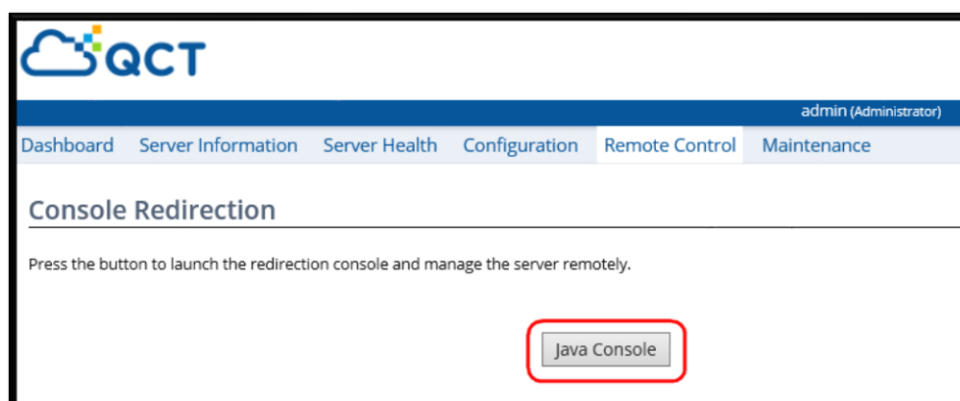 QCT
admin (Administrator)
Dashboard Server Information Server Health Configuration Remote Control Maintenance
Console Redirection
Press the button to launch the redirection console and manage the server remotely.
Java Console